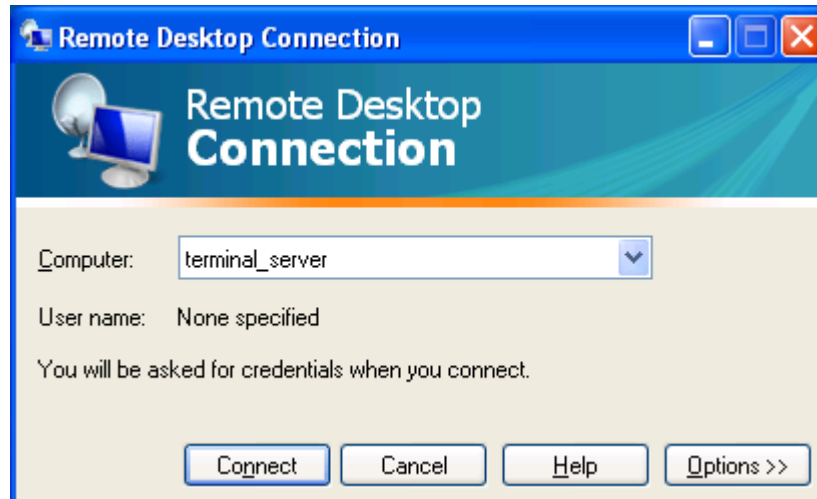 Remote Desktop Connection
Remote Desktop
Connection
Computer: terminal_server
User name: None specified
You will be asked for credentials when you connect.
Connect Cancel Help Options >>